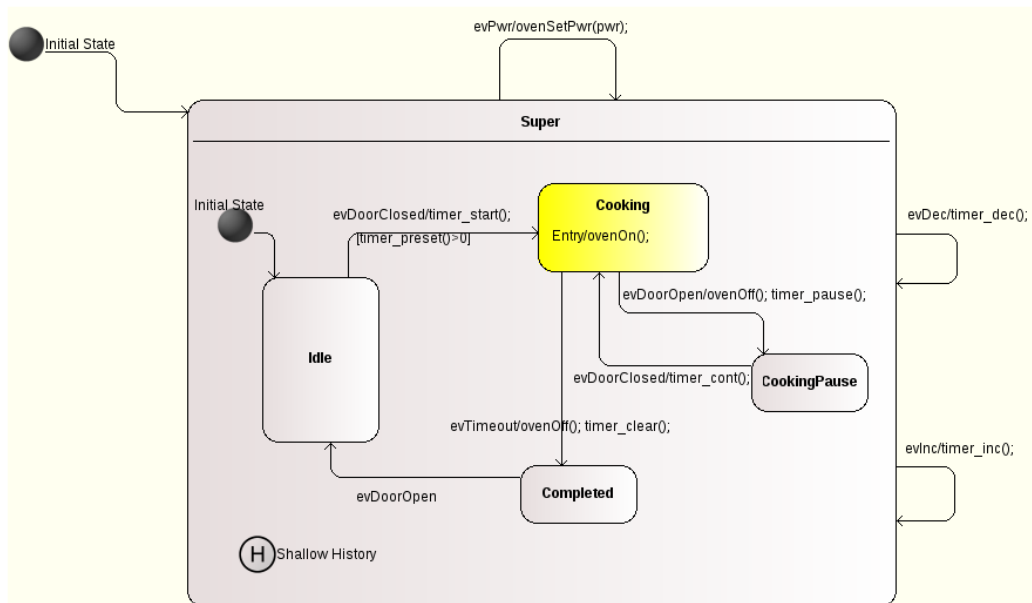 evPwr/ovenSetPwr(pwr);
Initial State
Super
Initial State
evDoorClosed/timer_start();
[timer_preset()>0]
Cooking
Entry/ovenOn();
evDec/timer_dec();
evDoorOpen/ovenOff(); timer_pause();
Idle
evDoorClosed/timer_cont();
CookingPause
evTimeout/ovenOff(); timer_clear();
evInc/timer_inc();
Completed
evDoorOpen
H
Shallow History